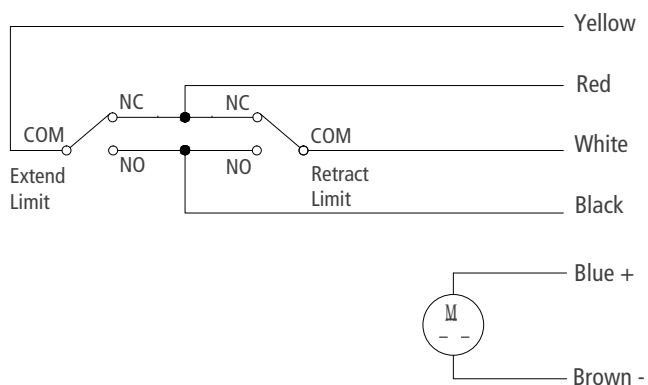 Yellow
Red
NC
NC
COM
COM
White
NO
NO
Extend
Limit
Retract
Limit
Black
Blue +
M
Brown -